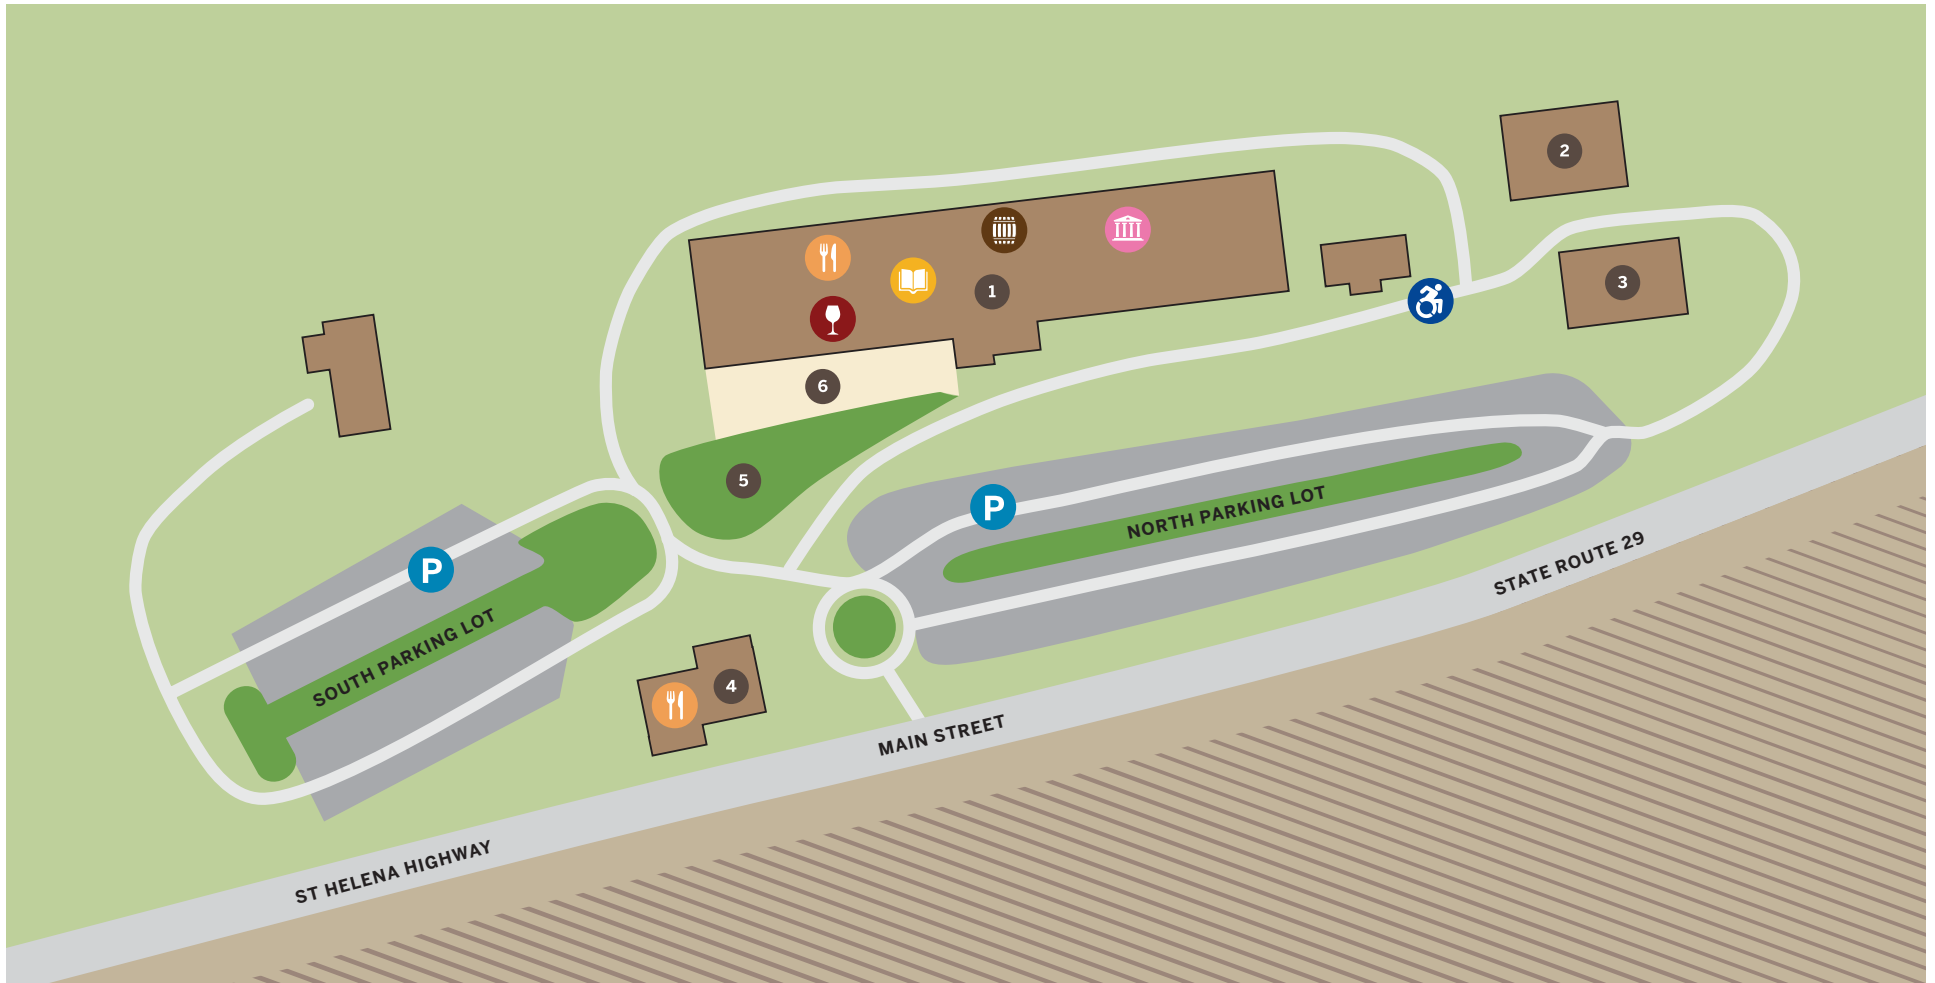 2
1
3
6
5
P
NORTH PARKING LOT
P
STATE ROUTE 29
SOUTH PARKING LOT
4
MAIN STREET
ST HELENA HIGHWAY